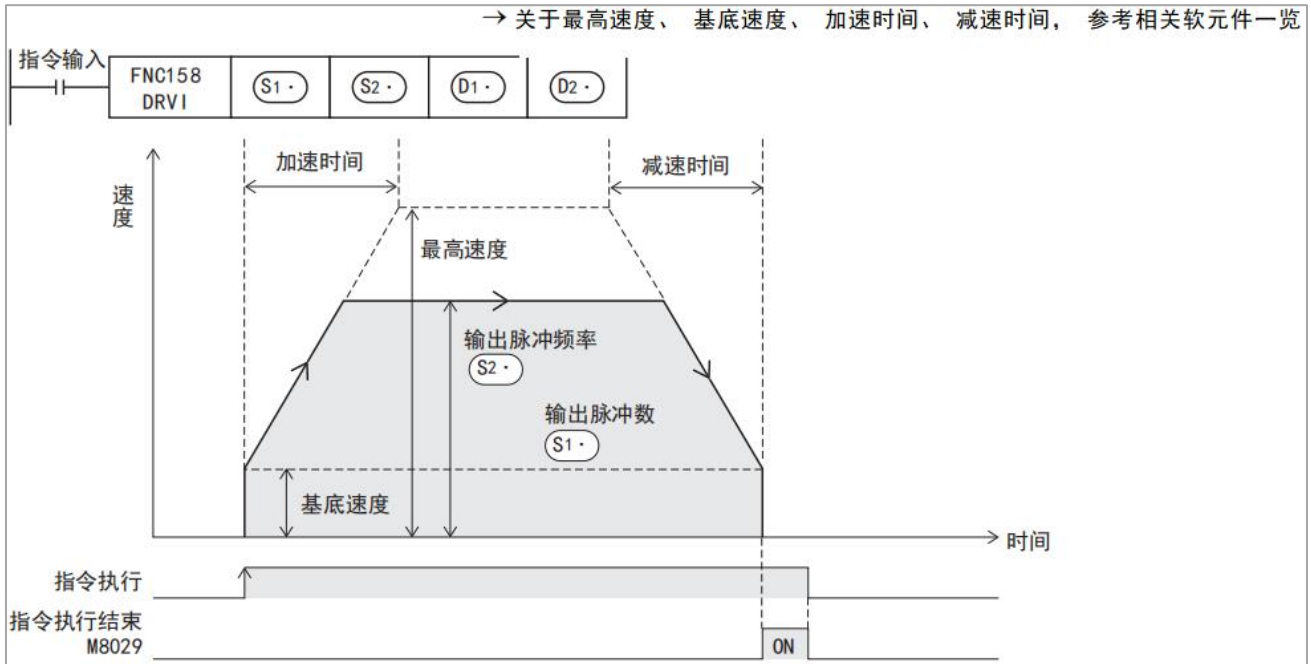 → 关于最高速度、 基底速度、 加速时间、 减速时间， 参考相关软元件一览
指令输入
FNC158
DRVI
S1·
S2·
D1·
D2·
加速时间
减速时间
速度
最高速度
输出脉冲频率
S2·
输出脉冲数
S1·
基底速度
时间
指令执行
指令执行结束
M8029
ON